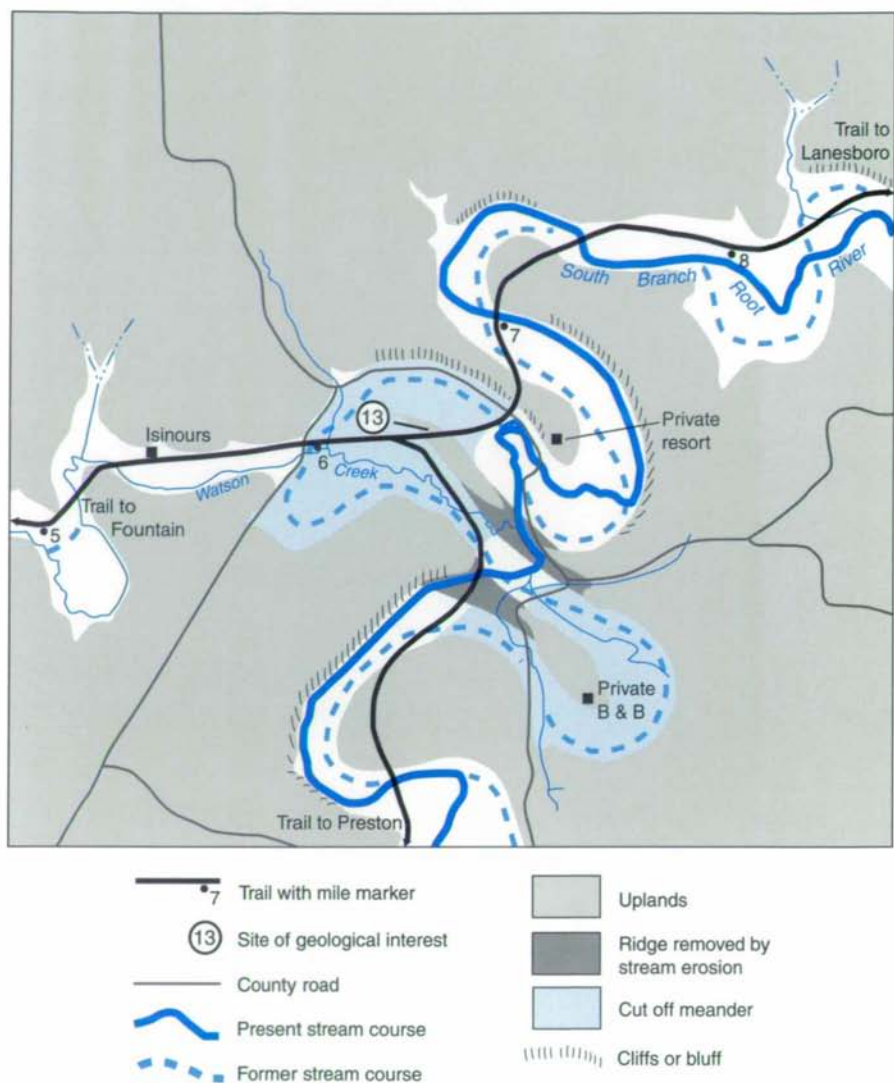 Trail to
Lanesboro
8
South Branch Root River
7
13
Private
resort
Isinours
6
Watson Creek
5
Trail to
Fountain
Private
B & B
Trail to Preston
7
Trail with mile marker
13
Site of geological interest
County road
Present stream course
Former stream course
Uplands
Ridge removed by
stream erosion
Cut off meander
Cliffs or bluff